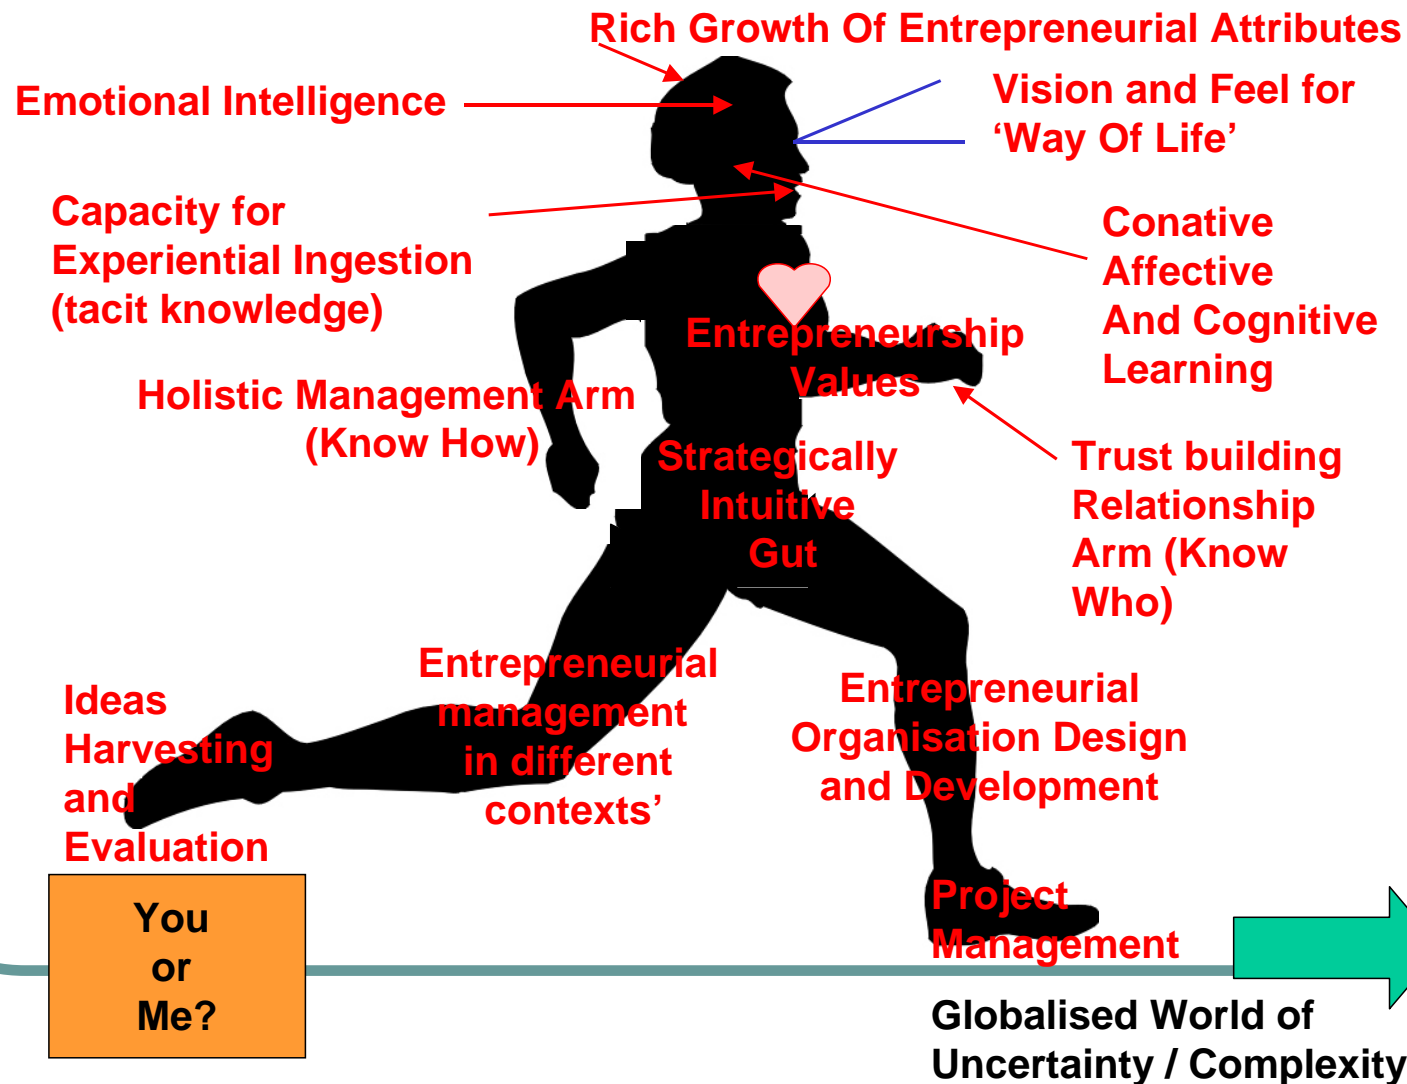 Rich Growth Of Entrepreneurial Attributes
Emotional Intelligence
Vision and Feel for
‘Way Of Life’
Capacity for
Experiential Ingestion
(tacit knowledge)
Conative
Affective
And Cognitive
Learning
Entrepreneurship
Values
Holistic Management Arm
(Know How)
Strategically
Intuitive
Gut
Trust building
Relationship
Arm (Know
Who)
Entrepreneurial
management
in different
contexts’
Entrepreneurial
Organisation Design
and Development
Ideas
Harvesting
and
Evaluation
Project
Management
You
or
Me?
Globalised World of
Uncertainty / Complexity